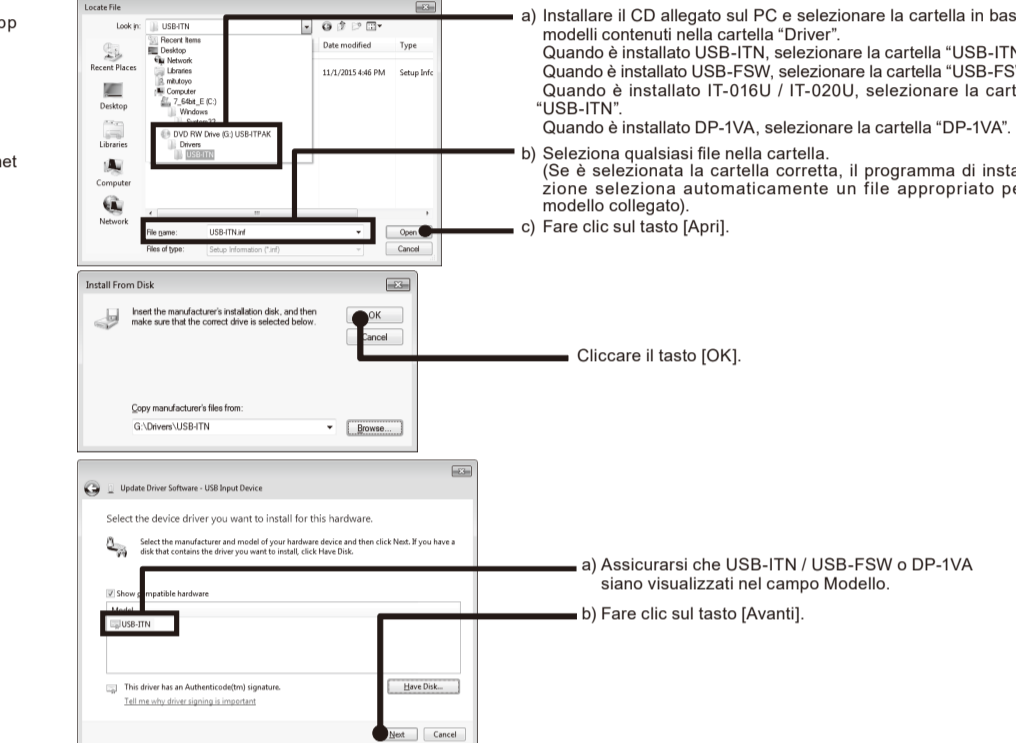 op
net
Locate File
Look in:
USB-ITN
Recent Items
Desktop
Network
Libraries
mitutoyo
Computer
7_64bit_E (C:)
Windows
DVD RW Drive (G:) USB-ITPAK
Drivers
USB-ITN
Date modified
Type
11/1/2015 4:46 PM
Setup Infc
Recent Places
Desktop
Libraries
Computer
Network
File name:
USB-ITN.inf
Open
Files of type:
Setup Information (*.inf)
Cancel
a) Installare il CD allegato sul PC e selezionare la cartella in bas
modelli contenuti nella cartella “Driver”.
Quando è installato USB-ITN, selezionare la cartella “USB-ITN
Quando è installato USB-FSW, selezionare la cartella “USB-FSW
Quando è installato IT-016U / IT-020U, selezionare la cart
“USB-ITN”.
Quando è installato DP-1VA, selezionare la cartella “DP-1VA”.
b) Seleziona qualsiasi file nella cartella.
(Se è selezionata la cartella corretta, il programma di insta
zione seleziona automaticamente un file appropriato pe
modello collegato).
c) Fare clic sul tasto [Apri].
Install From Disk
Insert the manufacturer's installation disk, and then
make sure that the correct drive is selected below.
OK
Cancel
Copy manufacturer's files from:
G:\Drivers\USB-ITN
Browse...
Cliccare il tasto [OK].
Update Driver Software - USB Input Device
Select the device driver you want to install for this hardware.
Select the manufacturer and model of your hardware device and then click Next. If you have a
disk that contains the driver you want to install, click Have Disk.
Show compatible hardware
Model
USB-ITN
This driver has an Authenticode(tm) signature.
Tell me why driver signing is important
Have Disk...
Next
Cancel
a) Assicurarsi che USB-ITN / USB-FSW o DP-1VA
siano visualizzati nel campo Modello.
b) Fare clic sul tasto [Avanti].